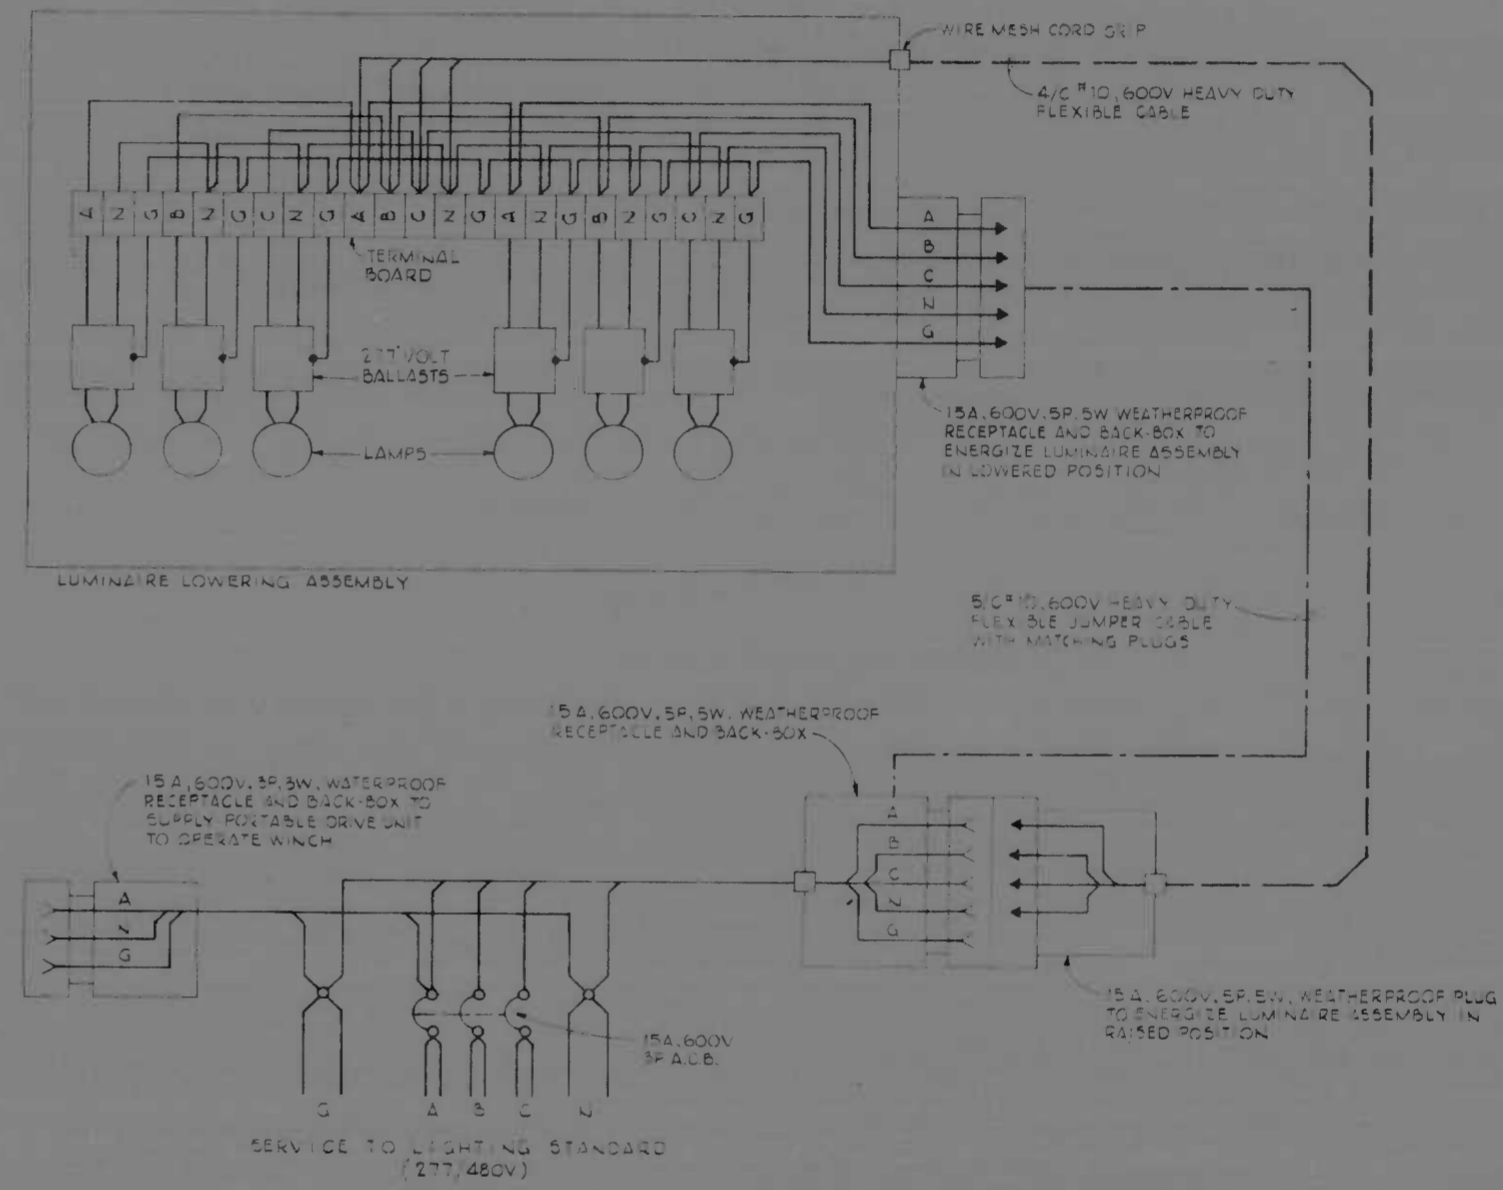 WIRE MESH CORD GRIP
4/C #10, 600V HEAVY DUTY
FLEXIBLE CABLE
A N G B N G C N G A B C N G A N G B N G C N G
TERMINAL
BOARD
A
B
C
N
G
277 VOLT
BALLASTS
LAMPS
15A, 600V, 5P, 5W WEATHERPROOF
RECEPTACLE AND BACK-BOX TO
ENERGIZE LUMINAIRE ASSEMBLY
IN LOWERED POSITION
LUMINAIRE LOWERING ASSEMBLY
5/C #10, 600V HEAVY DUTY
FLEXIBLE JUMPER CABLE
WITH MATCHING PLUGS
15A, 600V, 5P, 5W. WEATHERPROOF
RECEPTACLE AND BACK-BOX
15A, 600V, 3P, 3W, WATERPROOF
RECEPTACLE AND BACK-BOX TO
SUPPLY PORTABLE DRIVE UNIT
TO OPERATE WINCH
A
B
C
N
G
A
N
G
15A, 600V, 5P, 5W, WEATHERPROOF PLUG
TO ENERGIZE LUMINAIRE ASSEMBLY IN
RAISED POSITION
15A, 600V
3P A.C.B.
G A B C N
SERVICE TO LIGHTING STANDARD
(277/480V)